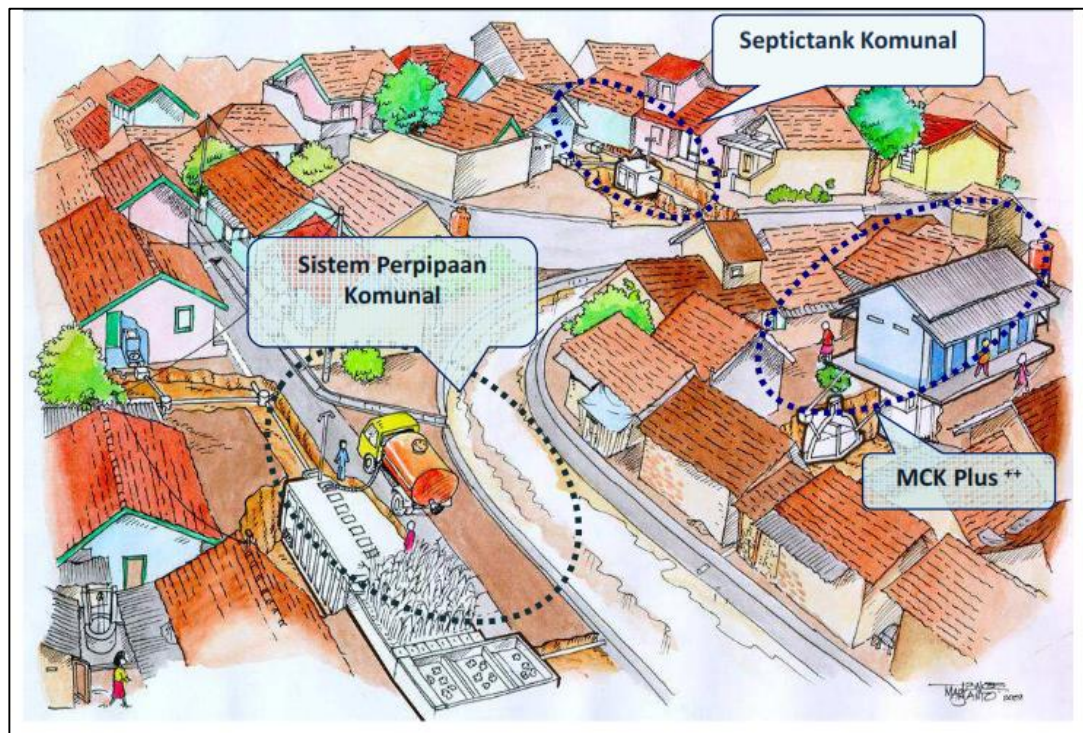 Septictank Komunal
Sistem Perpipaan
Komunal
MCK Plus ++